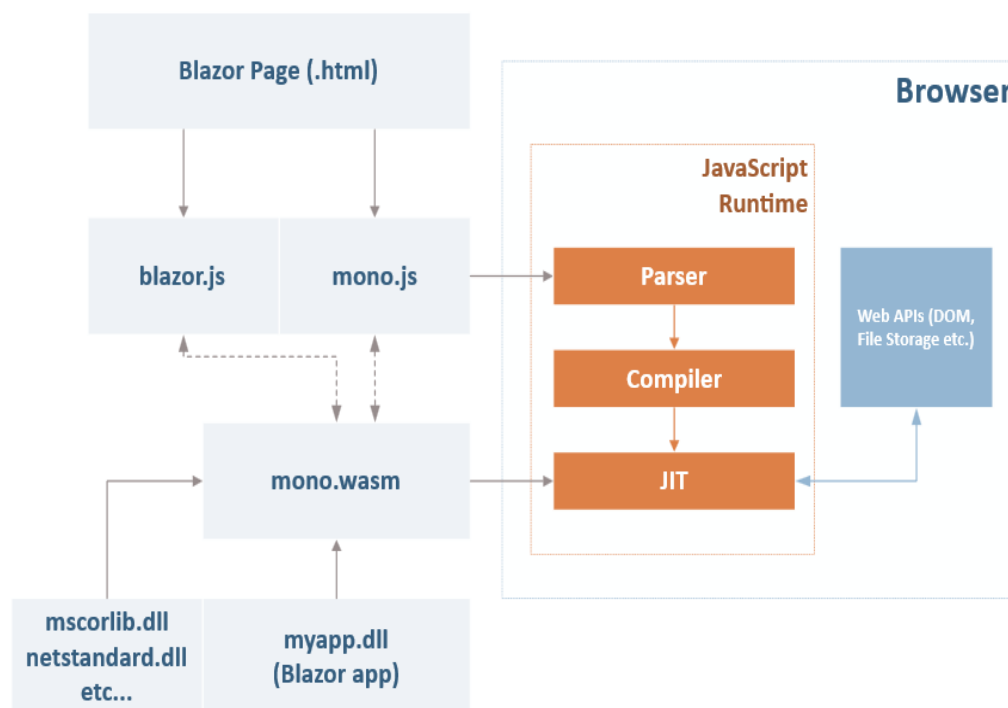 Blazor Page (.html)
Browser
JavaScript
Runtime
blazor.js
mono.js
Parser
Web APIs (DOM,
File Storage etc.)
Compiler
mono.wasm
JIT
mscorlib.dll
netstandard.dll
etc...
myapp.dll
(Blazor app)